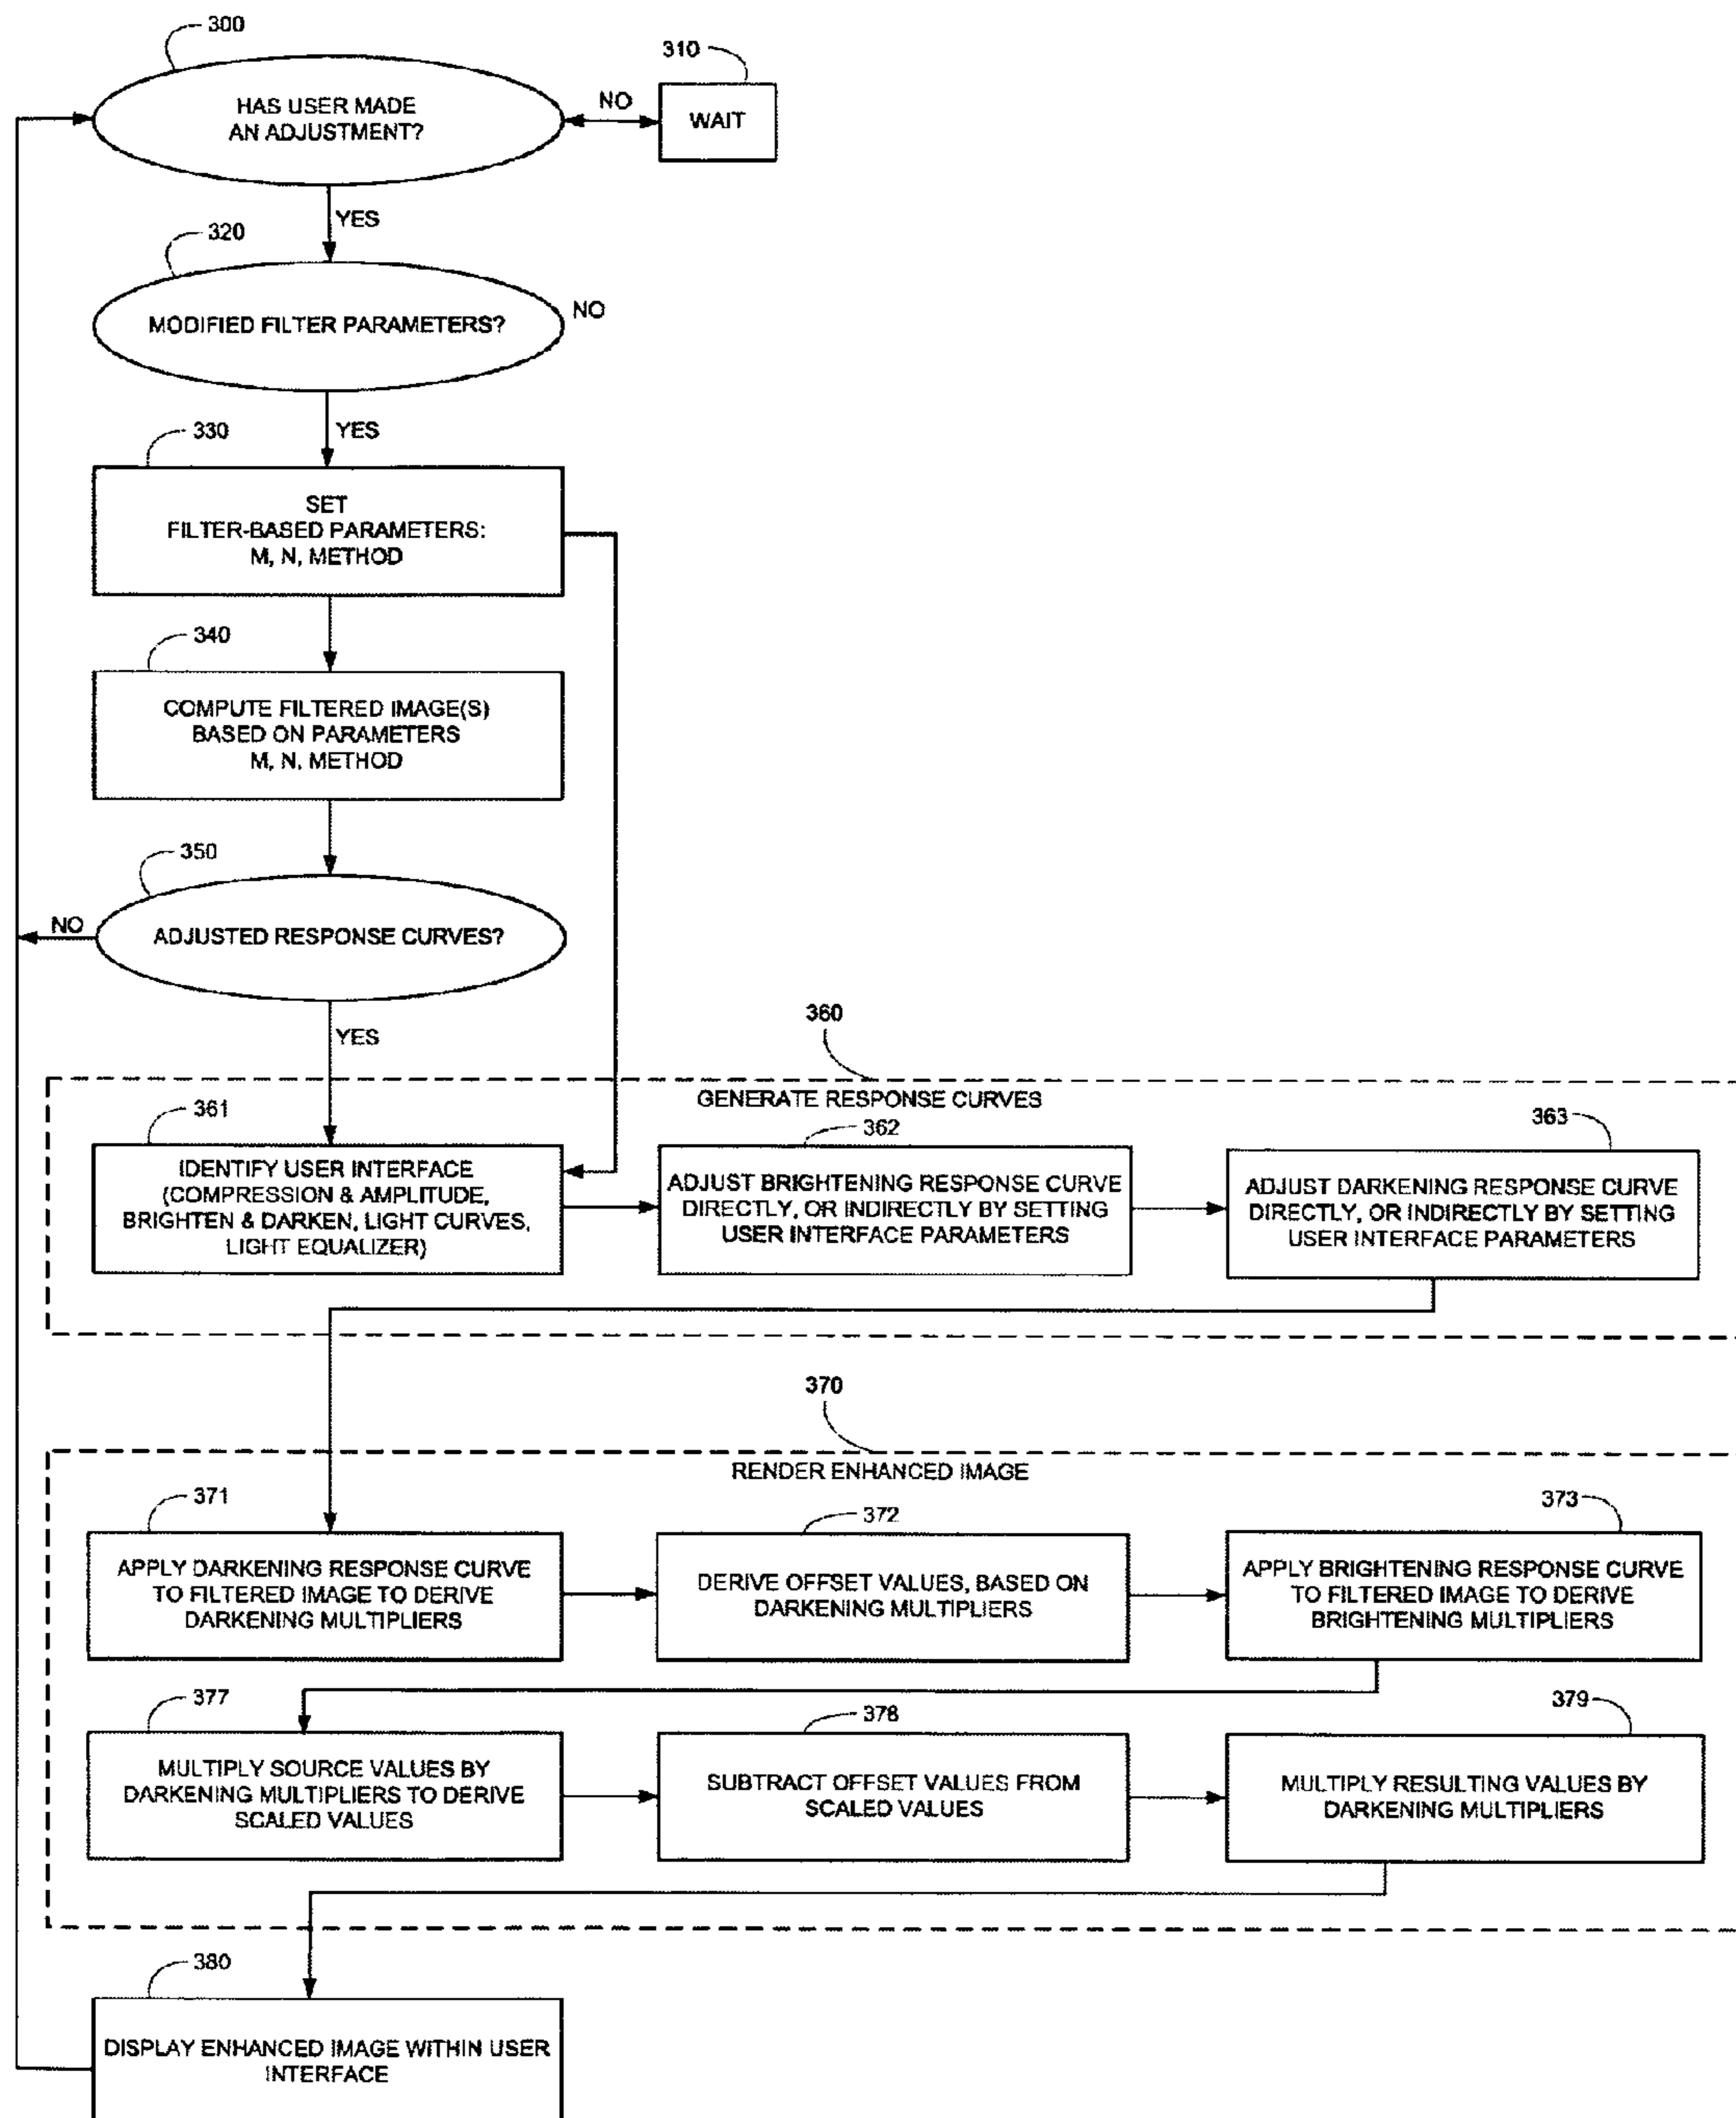 300
HAS USER MADE
AN ADJUSTMENT?
NO
310
WAIT
YES
320
MODIFIED FILTER PARAMETERS?
NO
YES
330
SET
FILTER-BASED PARAMETERS:
M, N, METHOD
340
COMPUTE FILTERED IMAGE(S)
BASED ON PARAMETERS
M, N, METHOD
350
NO
ADJUSTED RESPONSE CURVES?
YES
360
GENERATE RESPONSE CURVES
361
IDENTIFY USER INTERFACE
(COMPRESSION & AMPLITUDE,
BRIGHTEN & DARKEN, LIGHT CURVES,
LIGHT EQUALIZER)
362
ADJUST BRIGHTENING RESPONSE CURVE
DIRECTLY, OR INDIRECTLY BY SETTING
USER INTERFACE PARAMETERS
363
ADJUST DARKENING RESPONSE CURVE
DIRECTLY, OR INDIRECTLY BY SETTING
USER INTERFACE PARAMETERS
370
RENDER ENHANCED IMAGE
371
APPLY DARKENING RESPONSE CURVE
TO FILTERED IMAGE TO DERIVE
DARKENING MULTIPLIERS
372
DERIVE OFFSET VALUES, BASED ON
DARKENING MULTIPLIERS
373
APPLY BRIGHTENING RESPONSE CURVE
TO FILTERED IMAGE TO DERIVE
BRIGHTENING MULTIPLIERS
377
MULTIPLY SOURCE VALUES BY
DARKENING MULTIPLIERS TO DERIVE
SCALED VALUES
378
SUBTRACT OFFSET VALUES FROM
SCALED VALUES
379
MULTIPLY RESULTING VALUES BY
DARKENING MULTIPLIERS
380
DISPLAY ENHANCED IMAGE WITHIN USER
INTERFACE